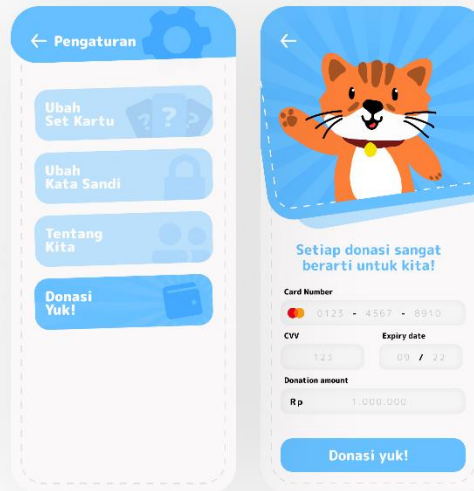 Pengaturan
Ubah
Set Kartu
? ? ?
Ubah
Kata Sandi
Tentang
Kita
Donasi
Yuk!
Setiap donasi sangat
berarti untuk kita!
Card Number
0123 - 4567 - 8910
CVV
Expiry date
123
09 / 22
Donation amount
Rp 1.000.000
Donasi yuk!